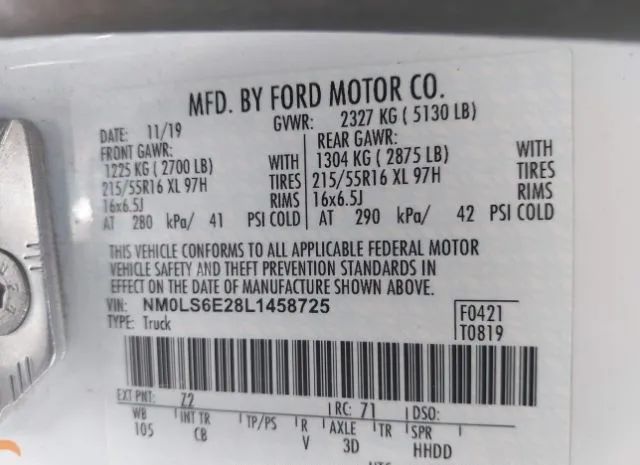 MFD. BY FORD MOTOR CO.
DATE: 11/19 GVWR: 2327 KG ( 5130 LB)
FRONT GAWR: REAR GAWR:
1225 KG ( 2700 LB) WITH 1304 KG ( 2875 LB) WITH
215/55R16 XL 97H TIRES 215/55R16 XL 97H TIRES
16x6.5J RIMS 16x6.5J RIMS
AT 280 kPa/ 41 PSI COLD AT 290 kPa/ 42 PSI COLD
THIS VEHICLE CONFORMS TO ALL APPLICABLE FEDERAL MOTOR
VEHICLE SAFETY AND THEFT PREVENTION STANDARDS IN
EFFECT ON THE DATE OF MANUFACTURE SHOWN ABOVE.
VIN: NM0LS6E28L1458725 F0421
TYPE: Truck T0819
EXT PNT: Z2 RC: 71 DSO:
WB INT TR TP/PS R AXLE TR SPR
105 CB V 3D HHDD